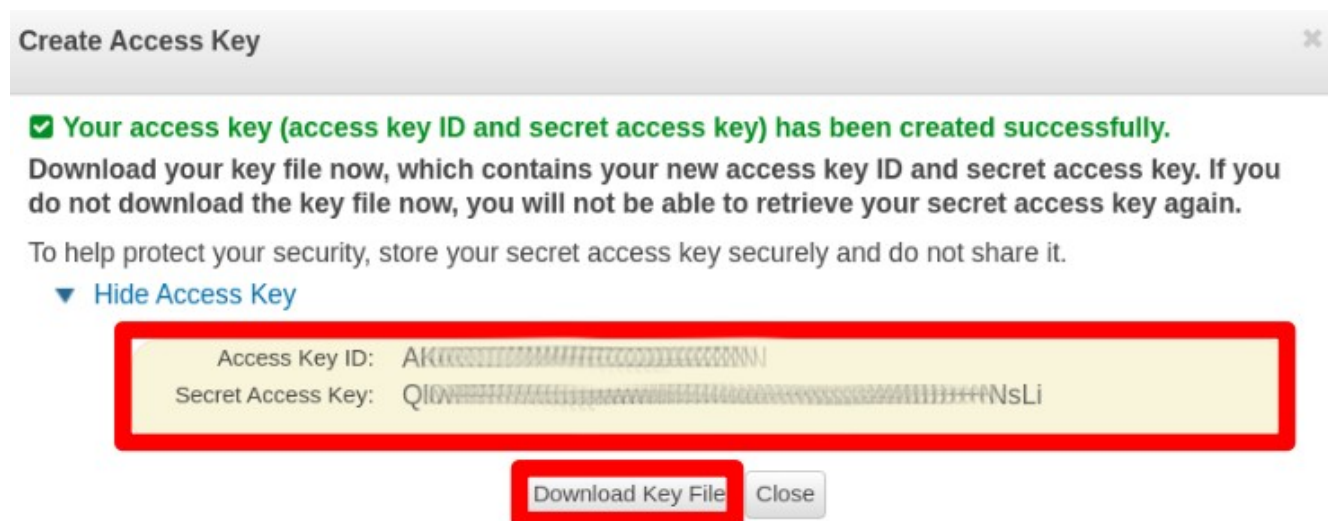 Create Access Key
Your access key (access key ID and secret access key) has been created successfully.
Download your key file now, which contains your new access key ID and secret access key. If you
do not download the key file now, you will not be able to retrieve your secret access key again.
To help protect your security, store your secret access key securely and do not share it.
Hide Access Key
Access Key ID:
Secret Access Key:
Download Key File Close